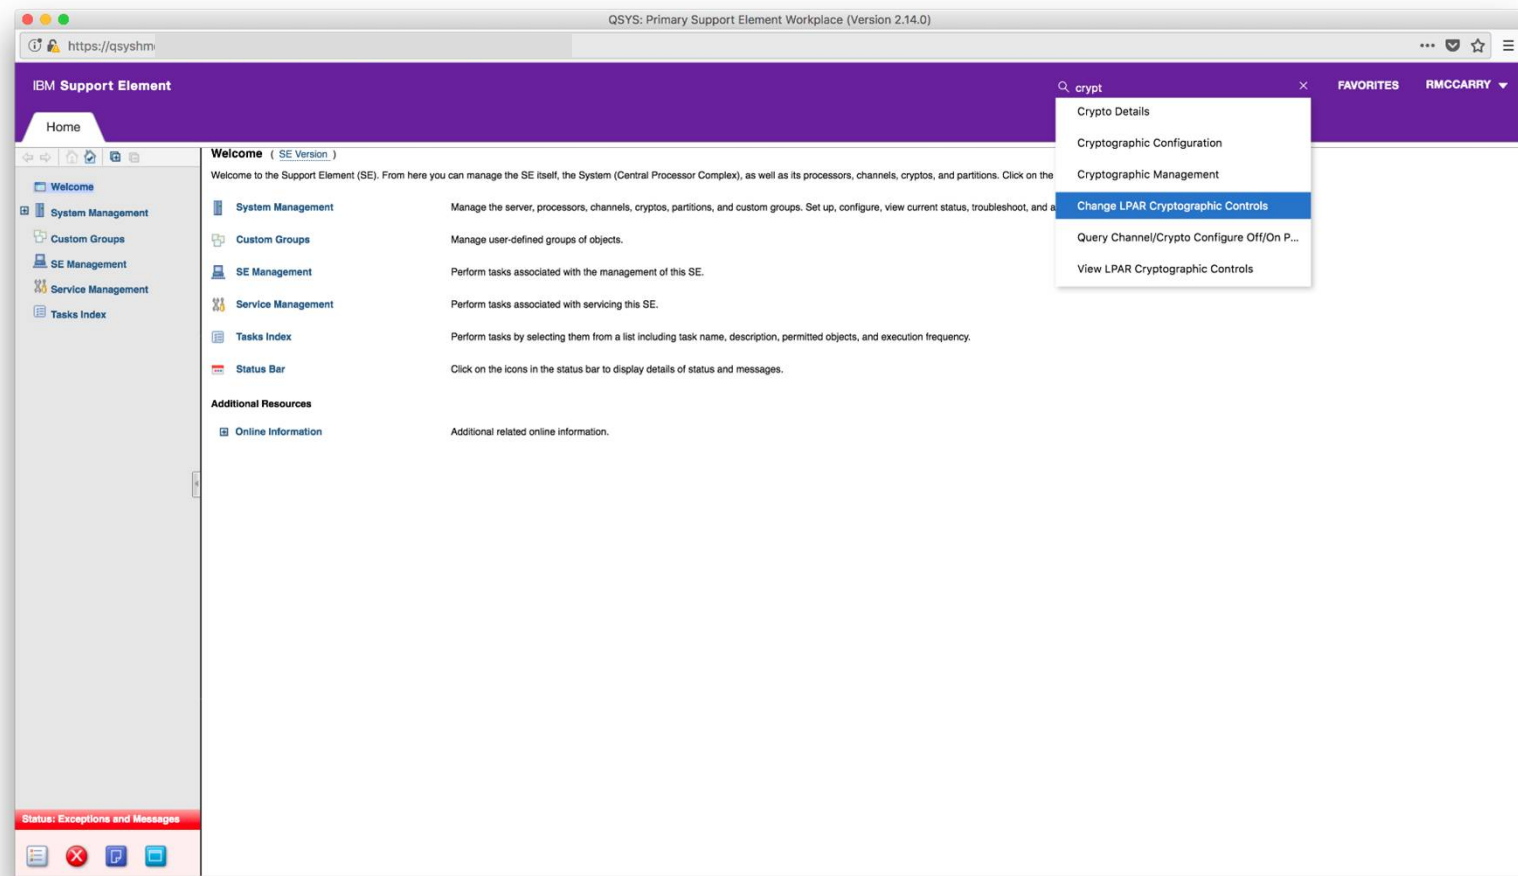 QSYS: Primary Support Element Workplace (Version 2.14.0)
https://qsyshm
IBM Support Element
crypt
FAVORITES
RMCCARRY
Home
Crypto Details
Cryptographic Configuration
Cryptographic Management
Change LPAR Cryptographic Controls
Query Channel/Crypto Configure Off/On P...
View LPAR Cryptographic Controls
Welcome
System Management
Custom Groups
SE Management
Service Management
Tasks Index
Welcome ( SE Version )
Welcome to the Support Element (SE). From here you can manage the SE itself, the System (Central Processor Complex), as well as its processors, channels, cryptos, and partitions. Click on the
System Management Manage the server, processors, channels, cryptos, partitions, and custom groups. Set up, configure, view current status, troubleshoot, and a
Custom Groups Manage user-defined groups of objects.
SE Management Perform tasks associated with the management of this SE.
Service Management Perform tasks associated with servicing this SE.
Tasks Index Perform tasks by selecting them from a list including task name, description, permitted objects, and execution frequency.
Status Bar Click on the icons in the status bar to display details of status and messages.
Additional Resources
Online Information Additional related online information.
Status: Exceptions and Messages